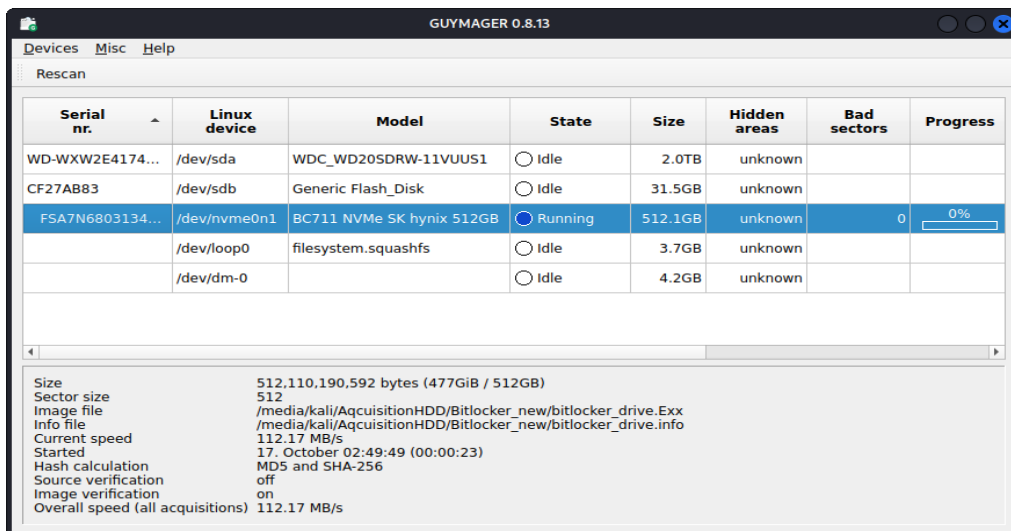 GUYMAGER 0.8.13
Devices Misc Help
Rescan
Serial nr. Linux device Model State Size Hidden areas Bad sectors Progress
WD-WXW2E4174... /dev/sda WDC_WD20SDRW-11VUUS1 Idle 2.0TB unknown
CF27AB83 /dev/sdb Generic Flash_Disk Idle 31.5GB unknown
FSA7N6803134... /dev/nvme0n1 BC711 NVMe SK hynix 512GB Running 512.1GB unknown 0 0%
/dev/loop0 filesystem.squashfs Idle 3.7GB unknown
/dev/dm-0 Idle 4.2GB unknown
Size 512,110,190,592 bytes (477GiB / 512GB)
Sector size 512
Image file /media/kali/AqcuisitionHDD/Bitlocker_new/bitlocker_drive.Exx
Info file /media/kali/AqcuisitionHDD/Bitlocker_new/bitlocker_drive.info
Current speed 112.17 MB/s
Started 17. October 02:49:49 (00:00:23)
Hash calculation MD5 and SHA-256
Source verification off
Image verification on
Overall speed (all acquisitions) 112.17 MB/s